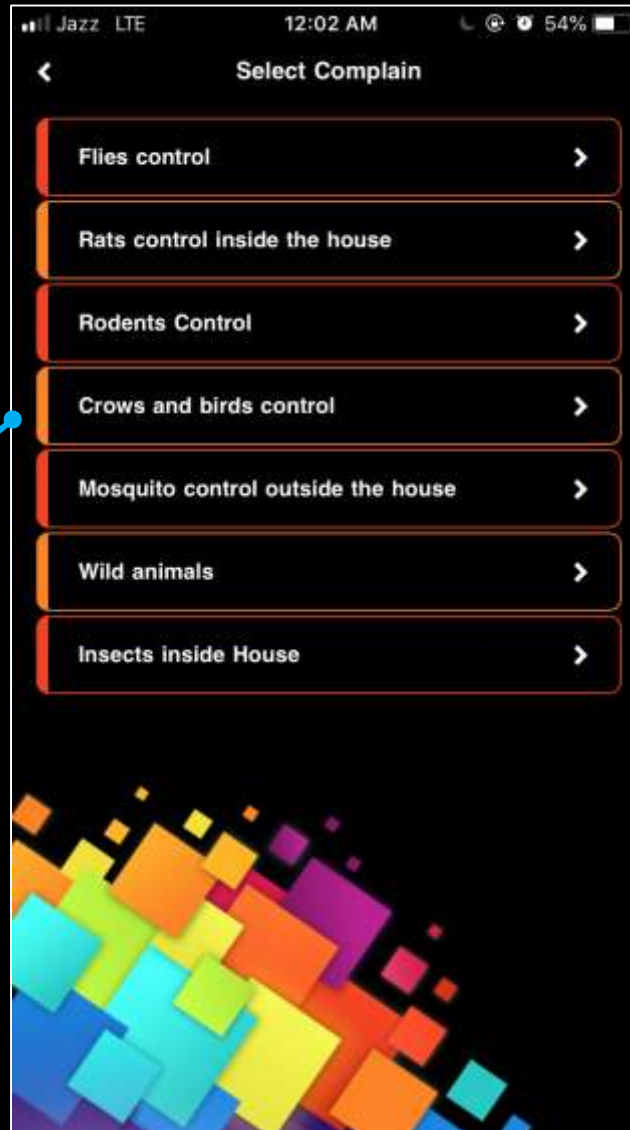 Jazz LTE 12:02 AM 54%
Select Complain
Flies control
Rats control inside the house
Rodents Control
Crows and birds control
Mosquito control outside the house
Wild animals
Insects inside House